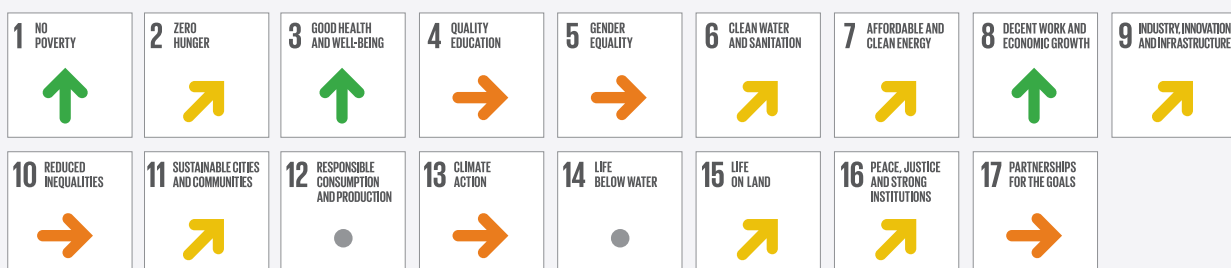 1 NO
POVERTY
2 ZERO
HUNGER
3 GOOD HEALTH
AND WELL-BEING
4 QUALITY
EDUCATION
5 GENDER
EQUALITY
6 CLEAN WATER
AND SANITATION
7 AFFORDABLE AND
CLEAN ENERGY
8 DECENT WORK AND
ECONOMIC GROWTH
9 INDUSTRY, INNOVATION
AND INFRASTRUCTURE
10 REDUCED
INEQUALITIES
11 SUSTAINABLE CITIES
AND COMMUNITIES
12 RESPONSIBLE
CONSUMPTION
AND PRODUCTION
13 CLIMATE
ACTION
14 LIFE
BELOW WATER
15 LIFE
ON LAND
16 PEACE, JUSTICE
AND STRONG
INSTITUTIONS
17 PARTNERSHIPS
FOR THE GOALS